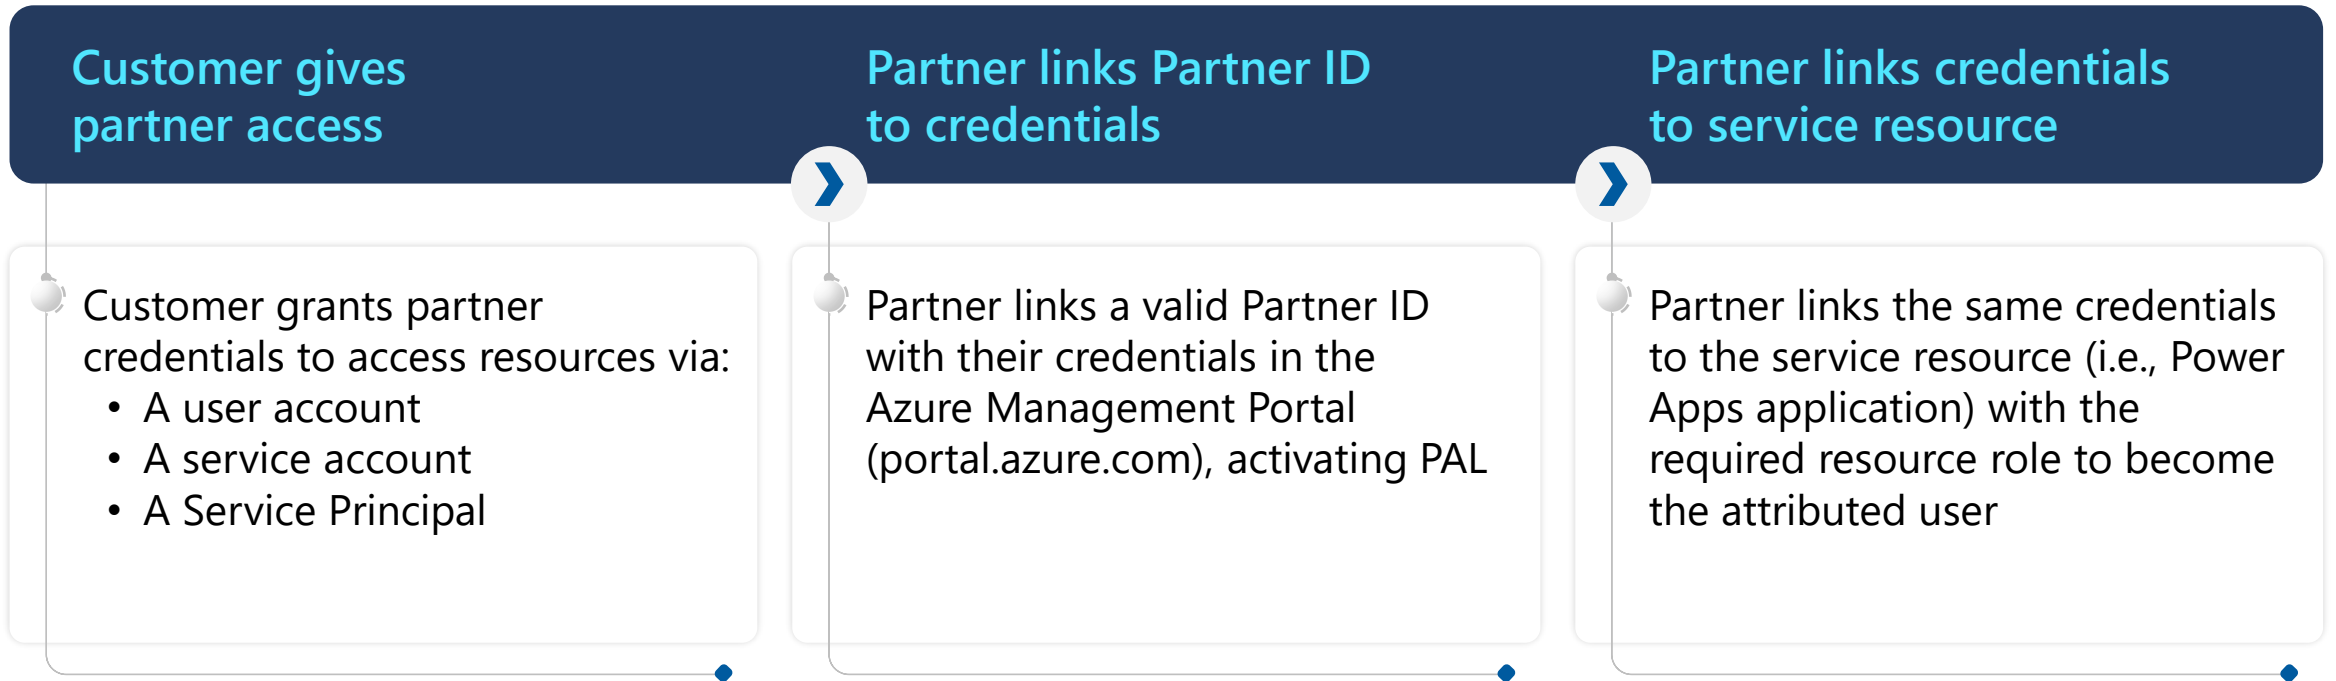 Customer gives
partner access
Partner links Partner ID
to credentials
Partner links credentials
to service resource
Customer grants partner
credentials to access resources via:
• A user account
• A service account
• A Service Principal
Partner links a valid Partner ID
with their credentials in the
Azure Management Portal
(portal.azure.com), activating PAL
Partner links the same credentials
to the service resource (i.e., Power
Apps application) with the
required resource role to become
the attributed user